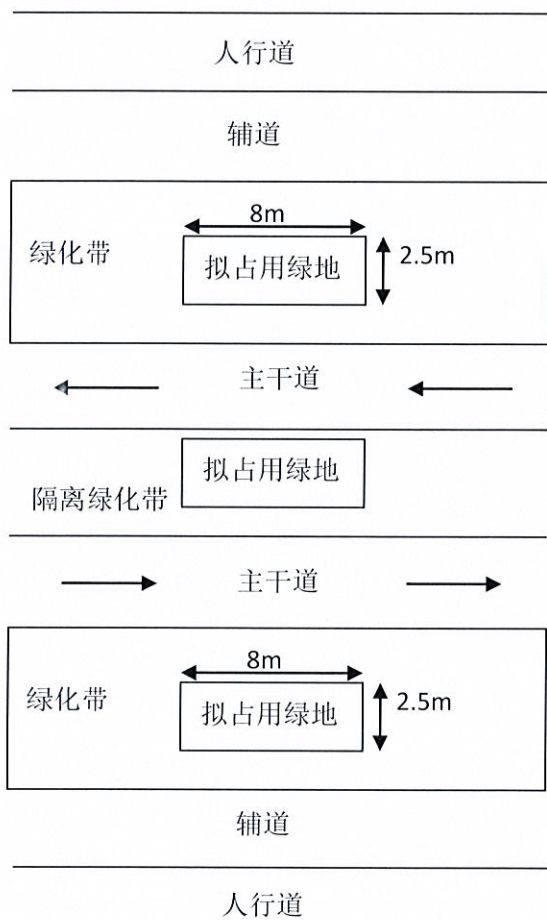 人行道
辅道
8m
绿化带
拟占用绿地
2.5m
主干道
拟占用绿地
隔离绿化带
主干道
8m
绿化带
拟占用绿地
2.5m
辅道
人行道